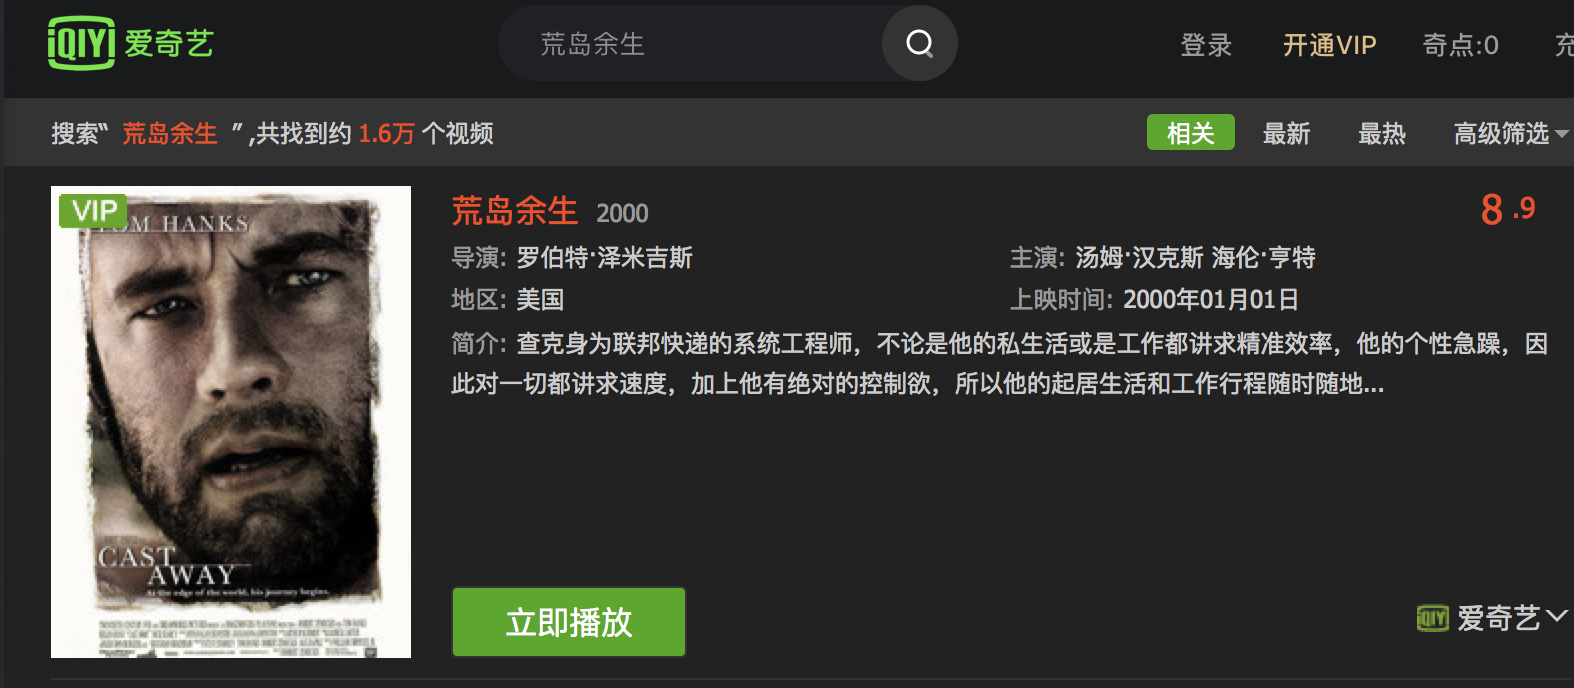 iQIYI 爱奇艺
荒岛余生
登录 开通VIP 奇点:0 充
搜索“ 荒岛余生 ”,共找到约 1.6万 个视频
相关 最新 最热 高级筛选
VIP
TOM HANKS
CAST
AWAY
At the edge of the world, his journey begins.
荒岛余生 2000
8.9
导演: 罗伯特·泽米吉斯 主演: 汤姆·汉克斯 海伦·亨特
地区: 美国 上映时间: 2000年01月01日
简介: 查克身为联邦快递的系统工程师，不论是他的私生活或是工作都讲求精准效率，他的个性急躁，因
此对一切都讲求速度，加上他有绝对的控制欲，所以他的起居生活和工作行程随时随地...
立即播放
iQIYI 爱奇艺